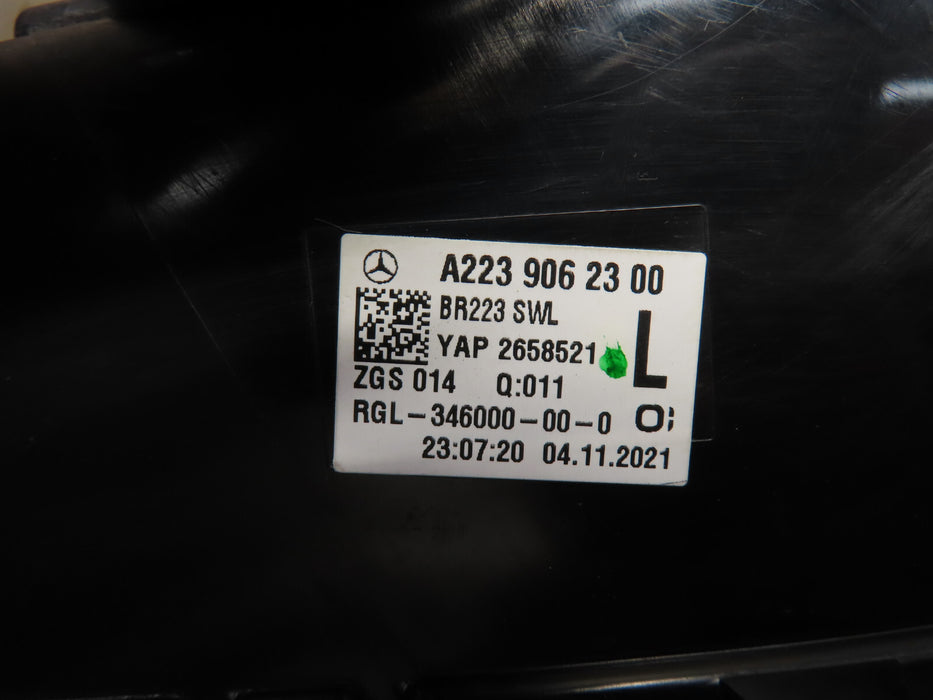 A223 906 23 00
BR223 SWL
YAP 2658521
L
ZGS 014 Q:011
RGL-346000-00-0 O;
23:07:20 04.11.2021